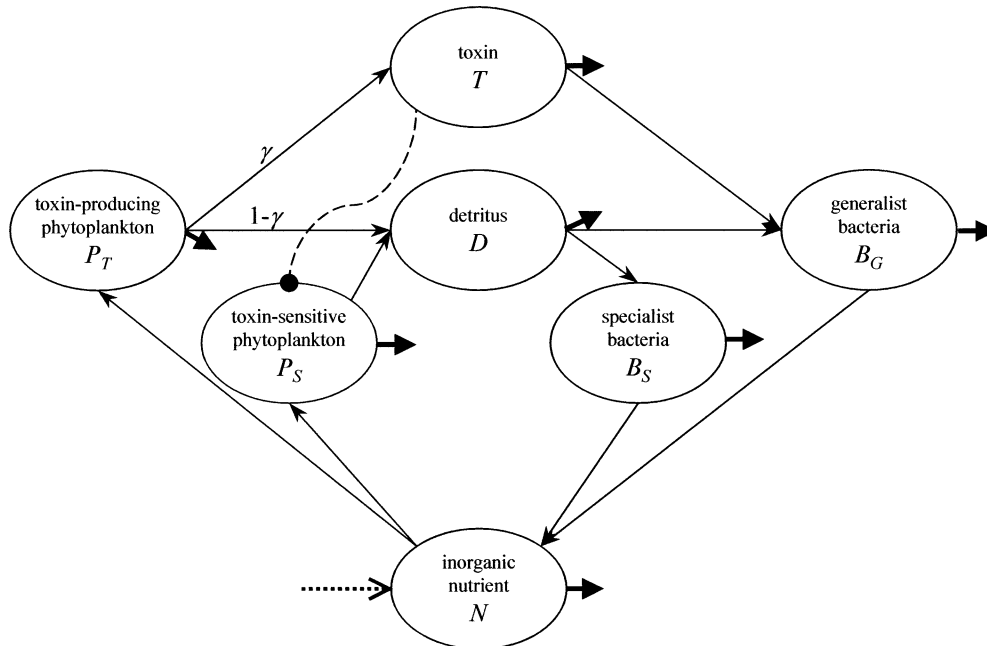 toxin
T
γ
toxin-producing
phytoplankton
P_T
1-γ
detritus
D
generalist
bacteria
B_G
toxin-sensitive
phytoplankton
P_S
specialist
bacteria
B_S
inorganic
nutrient
N